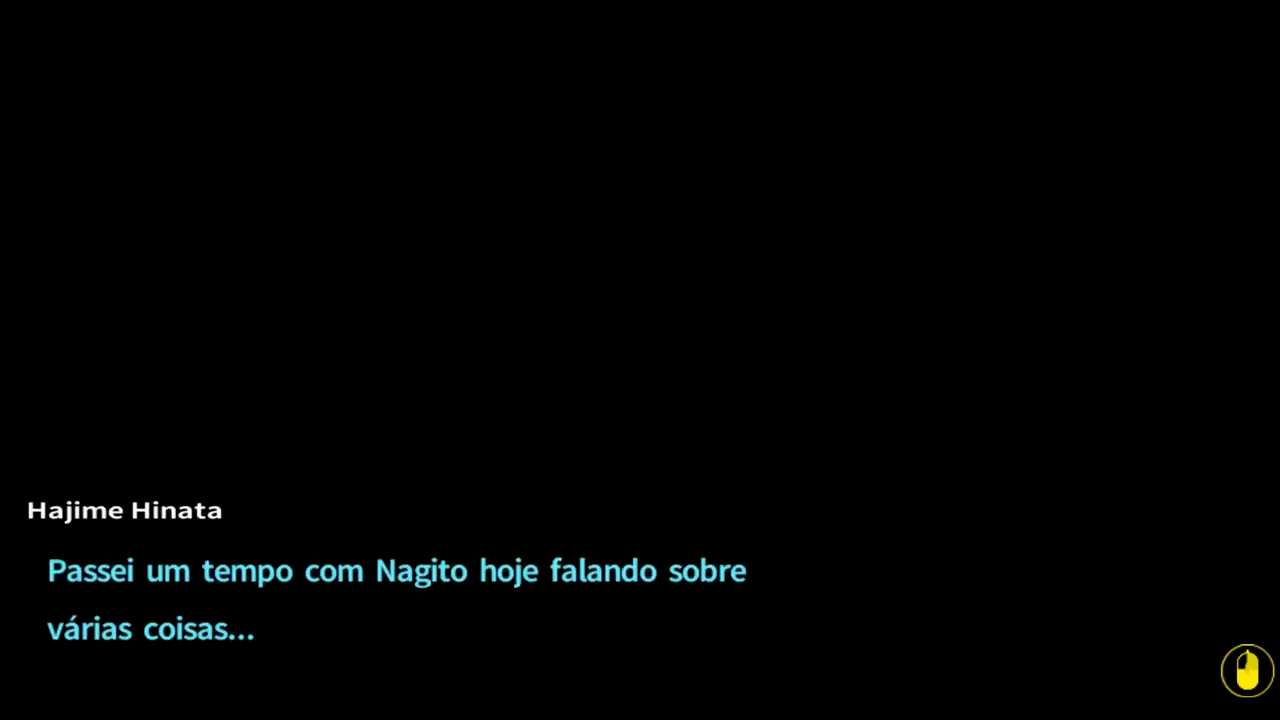 Hajime Hinata
Passei um tempo com Nagito hoje falando sobre
várias coisas...